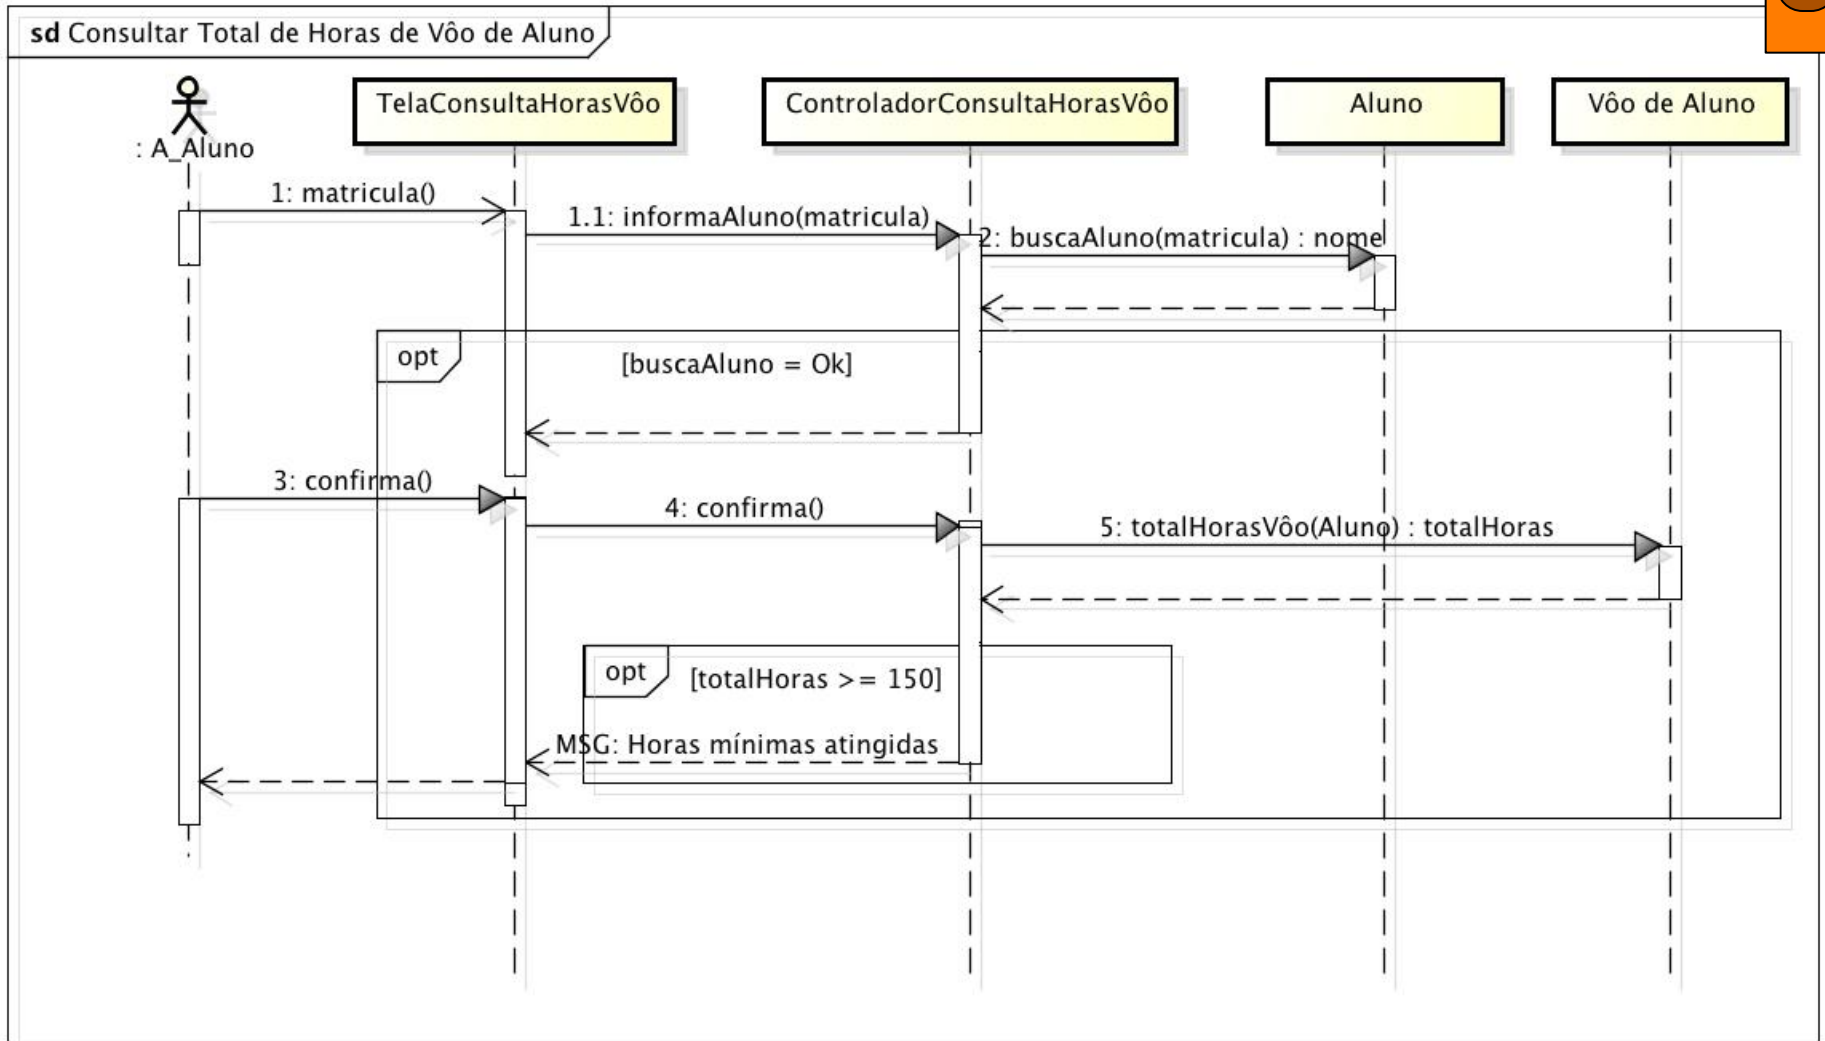 sd Consultar Total de Horas de Vôo de Aluno
: A_Aluno
TelaConsultaHorasVôo
ControladorConsultaHorasVôo
Aluno
Vôo de Aluno
1: matricula()
1.1: informaAluno(matricula)
2: buscaAluno(matricula) : nome
opt
[buscaAluno = Ok]
3: confirma()
4: confirma()
5: totalHorasVôo(Aluno) : totalHoras
opt
[totalHoras >= 150]
MSG: Horas mínimas atingidas